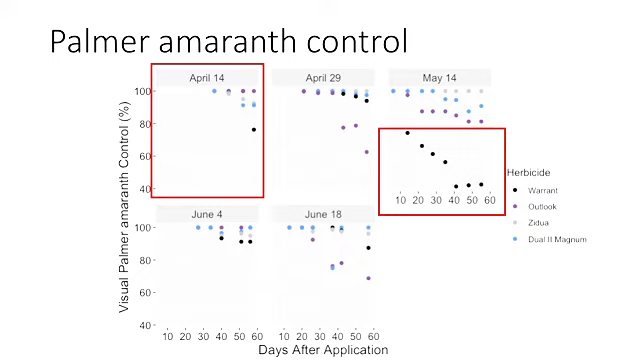 Palmer amaranth control
April 14
April 29
May 14
100
80
60
40
10 20 30 40 50 60
Herbicide
Warrant
Outlook
Zidua
Dual II Magnum
June 4
June 18
100
80
60
40
10 20 30 40 50 60
10 20 30 40 50 60
Visual Palmer amaranth Control (%)
Days After Application